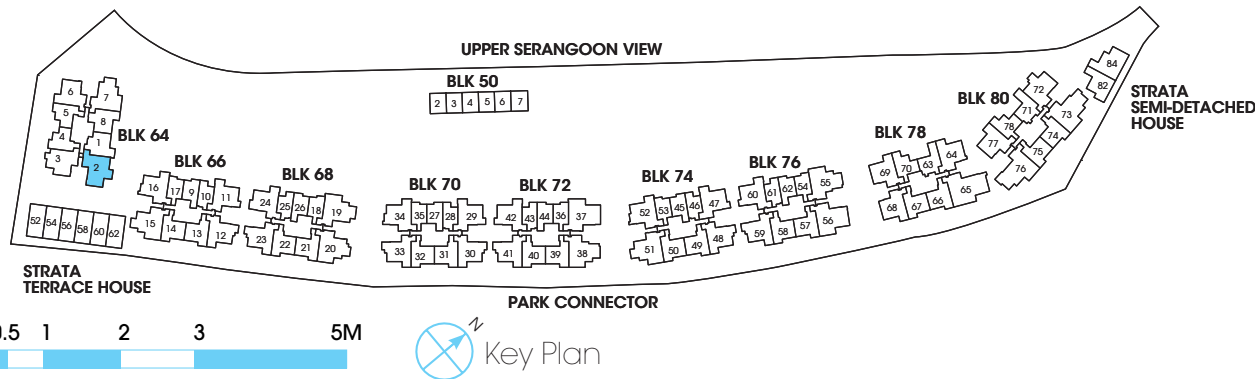 UPPER SERANGOON VIEW
BLK 50
2 3 4 5 6 7
84
82
STRATA
SEMI-DETACHED
HOUSE
BLK 80
72
71
73
78
74
77
75
76
6
7
5
8
4
1
3
2
BLK 64
BLK 66
16 17 9 10 11
15 14 13 12
BLK 68
24 25 26 18 19
23 22 21 20
BLK 70
34 35 27 28 29
33 32 31 30
BLK 72
42 43 44 36 37
41 40 39 38
BLK 74
52 53 45 46 47
51 50 49 48
BLK 76
60 61 62 54 55
59 58 57 56
BLK 78
69 70 63 64
68 67 66 65
52 54 56 58 60 62
STRATA
TERRACE HOUSE
PARK CONNECTOR
0.5 1 2 3 5M
N
Key Plan